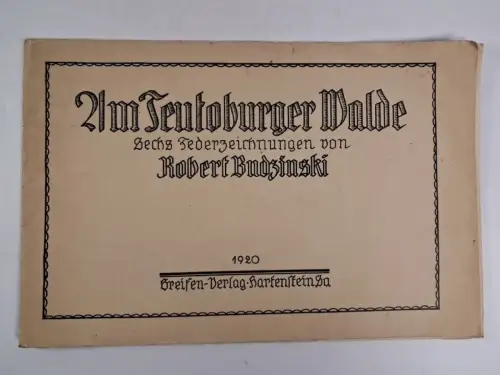 Am Teutoburger Walde
Sechs Federzeichnungen von
Robert Budzinski
1920
Greifen-Verlag-Hartenstein Sa